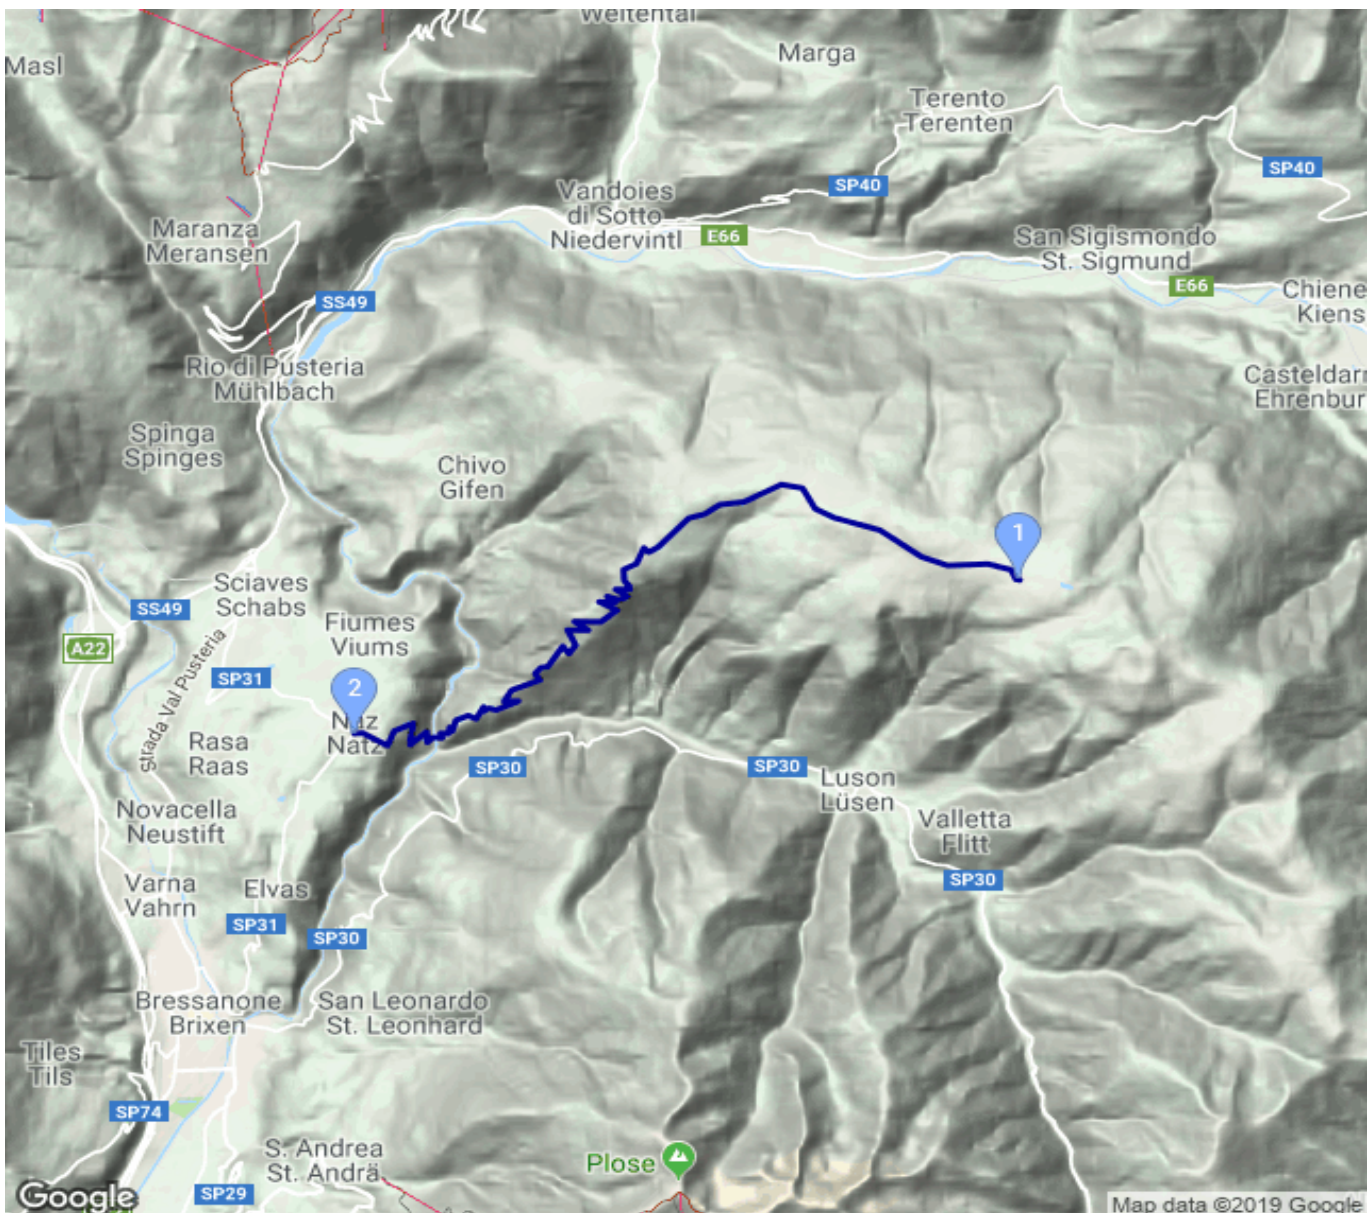 Weitental
Masl
Marga
Terento
Terenten
SP40
SP40
Vandoies
di Sotto
Niedervintl
Maranza
Meransen
E66
San Sigismondo
St. Sigmund
E66
SS49
Chiene
Kiens
Rio di Pusteria
Mühlbach
Casteldarn
Ehrenbur
Spinga
Spinges
Chivo
Gifen
1
Sciaves
Schabs
SS49
Fiumes
Viums
A22
Strada Val Pusteria
SP31
2
Naz
Natz
Rasa
Raas
SP30
SP30
Luson
Lüsen
Novacella
Neustift
Valletta
Flitt
Varna
Vahrn
Elvas
SP30
SP31
SP30
Bressanone
Brixen
San Leonardo
St. Leonhard
Tiles
Tils
SP74
S. Andrea
St. Andrä
Plose
SP29
Google
Map data ©2019 Google